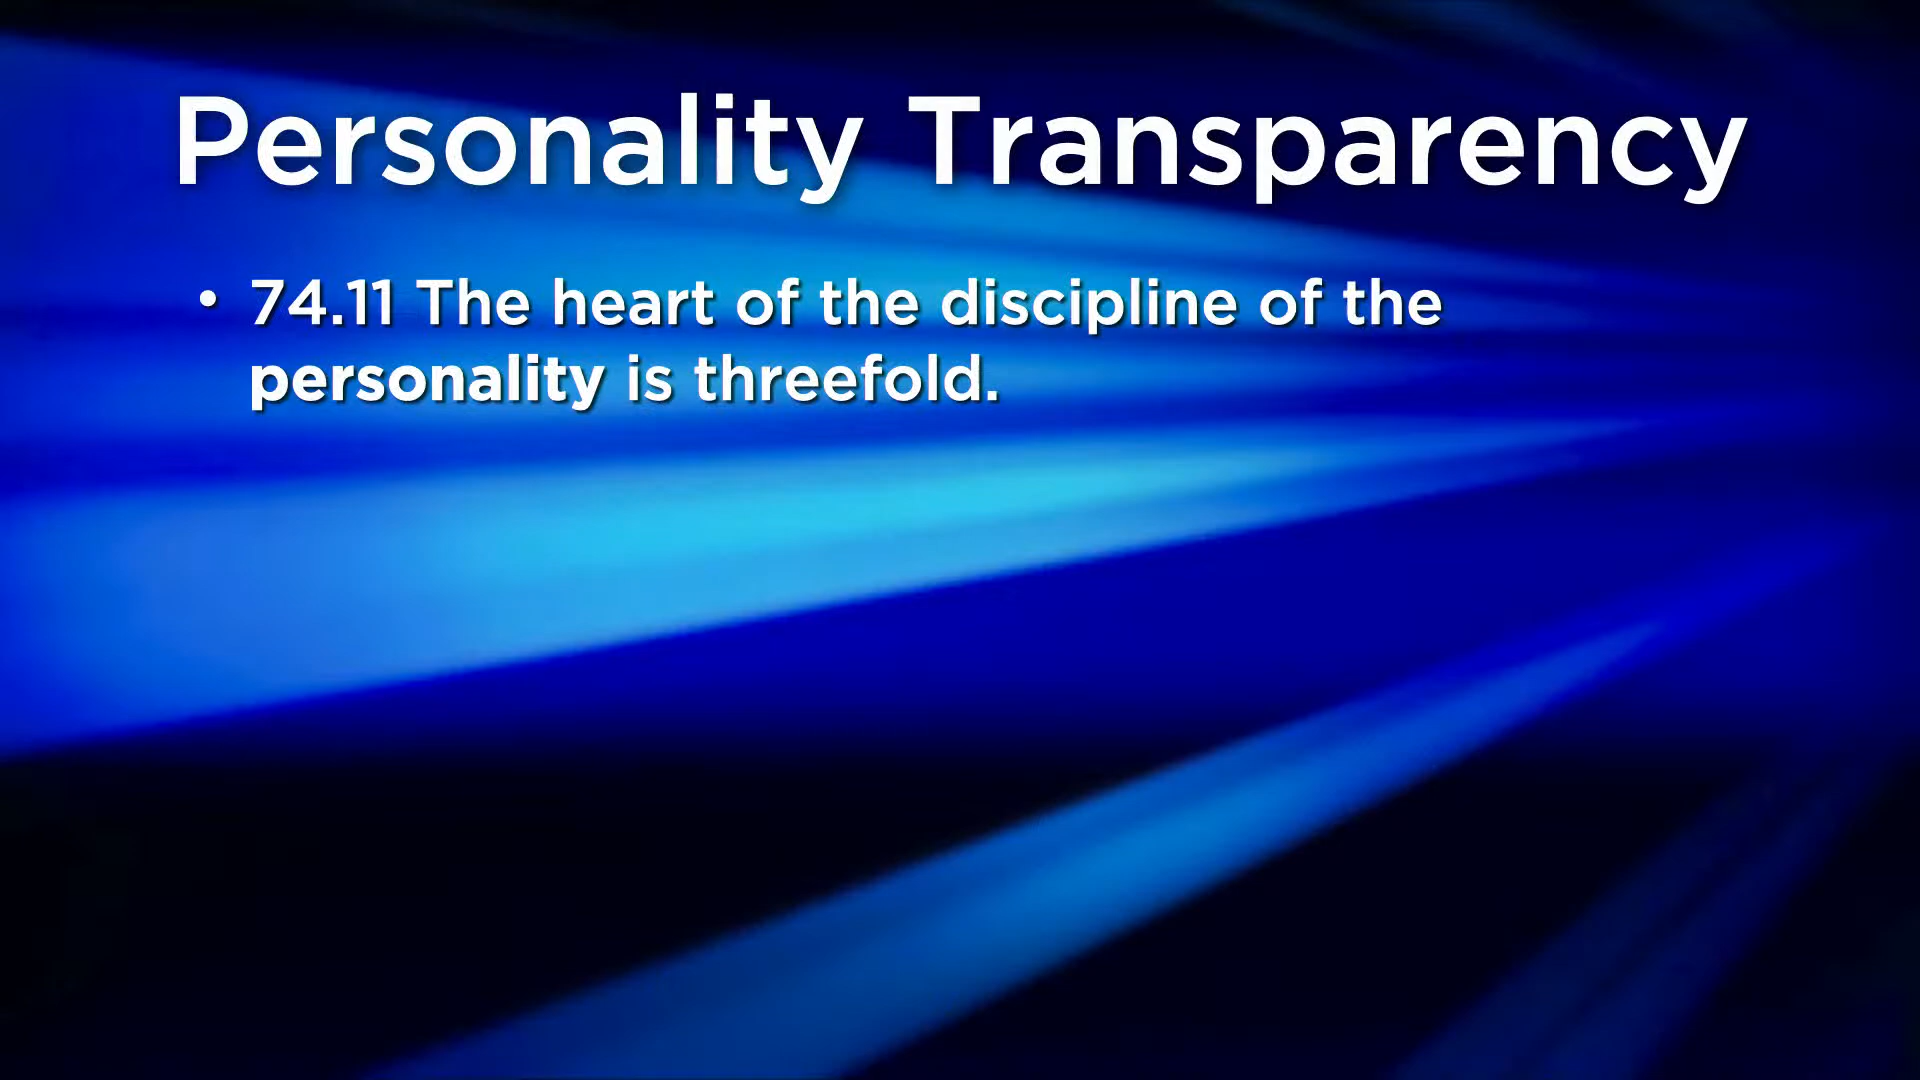 Personality Transparency
• 74.11 The heart of the discipline of the
personality is threefold.